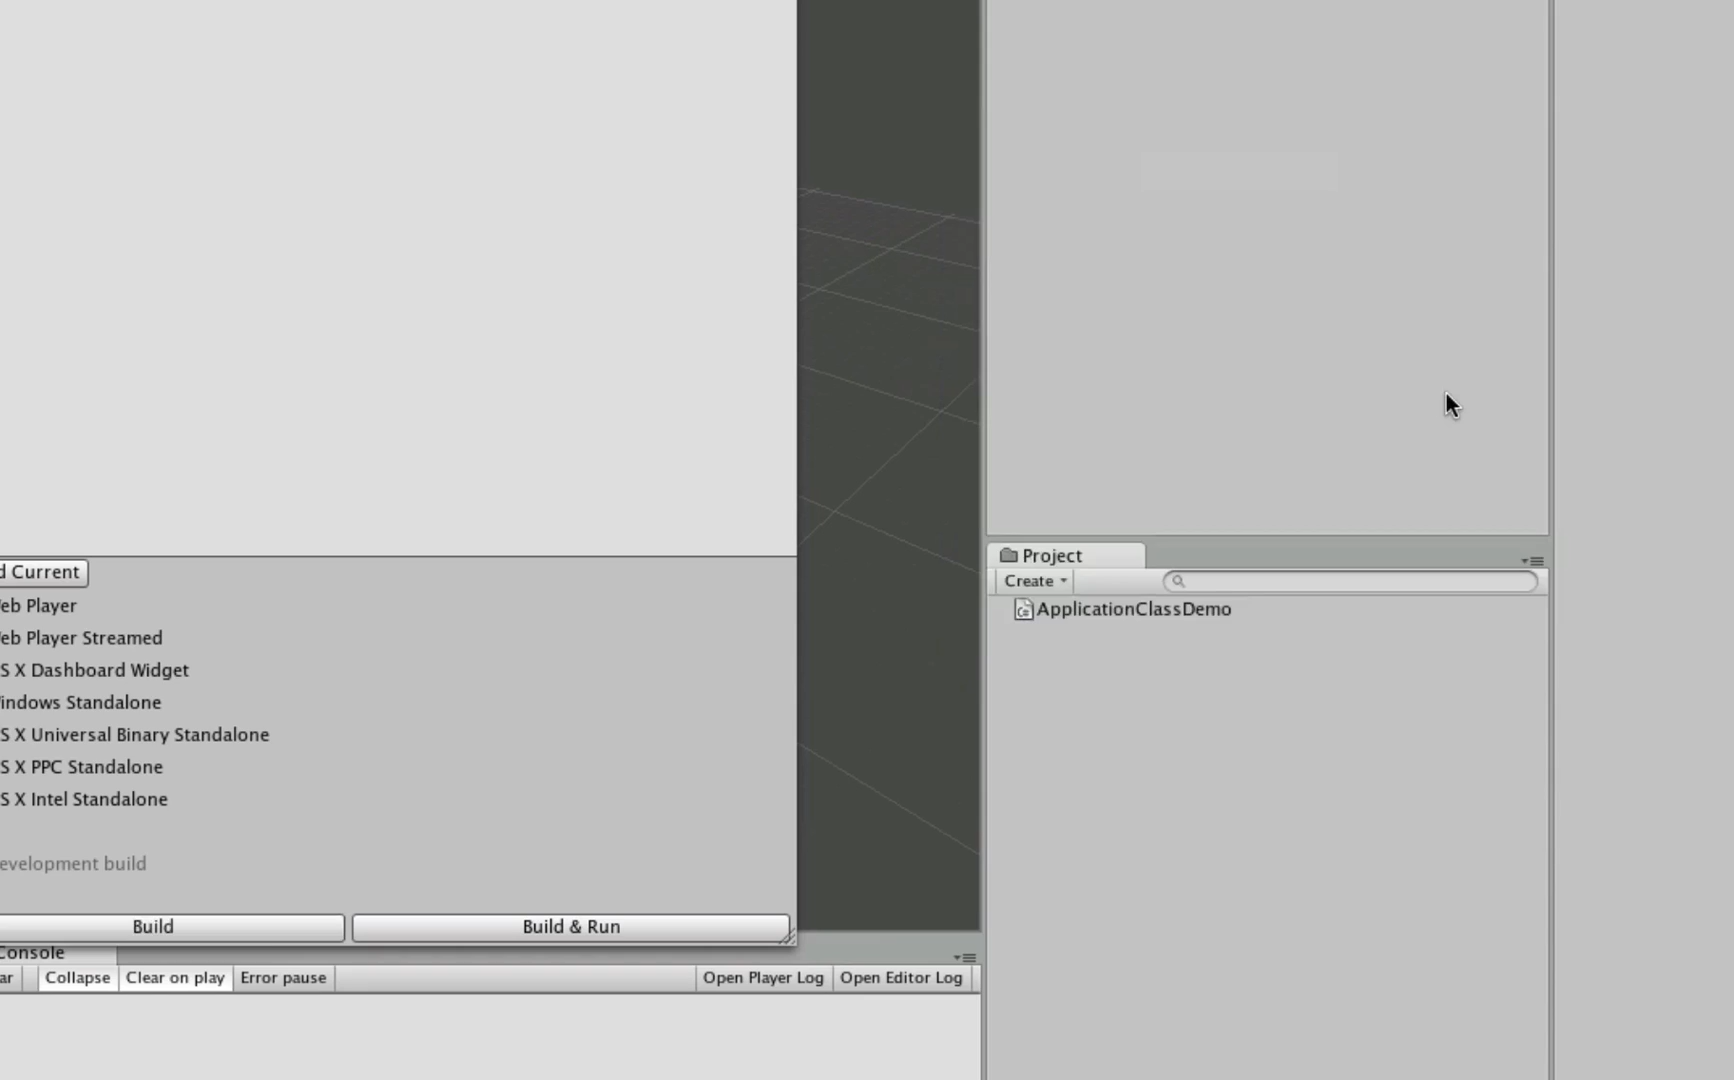 d Current
eb Player
eb Player Streamed
S X Dashboard Widget
indows Standalone
S X Universal Binary Standalone
S X PPC Standalone
S X Intel Standalone
evelopment build
Build Build & Run
Console
ar Collapse Clear on play Error pause Open Player Log Open Editor Log
Project
Create
C#
ApplicationClassDemo